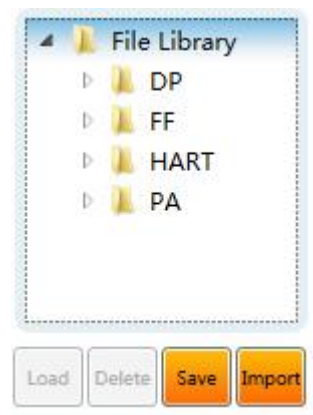 File Library
DP
FF
HART
PA
Load Delete Save Import